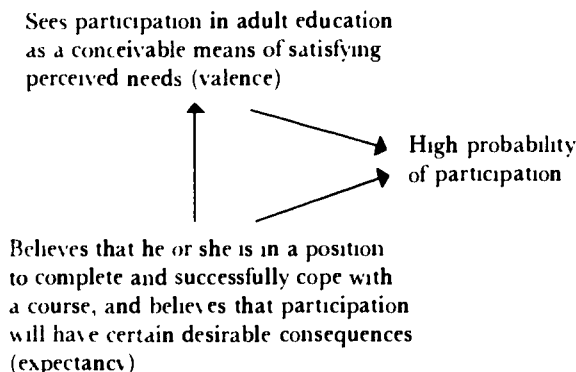 Sees participation in adult education
as a conceivable means of satisfying
perceived needs (valence)
High probability
of participation
Believes that he or she is in a position
to complete and successfully cope with
a course, and believes that participation
will have certain desirable consequences
(expectancy)